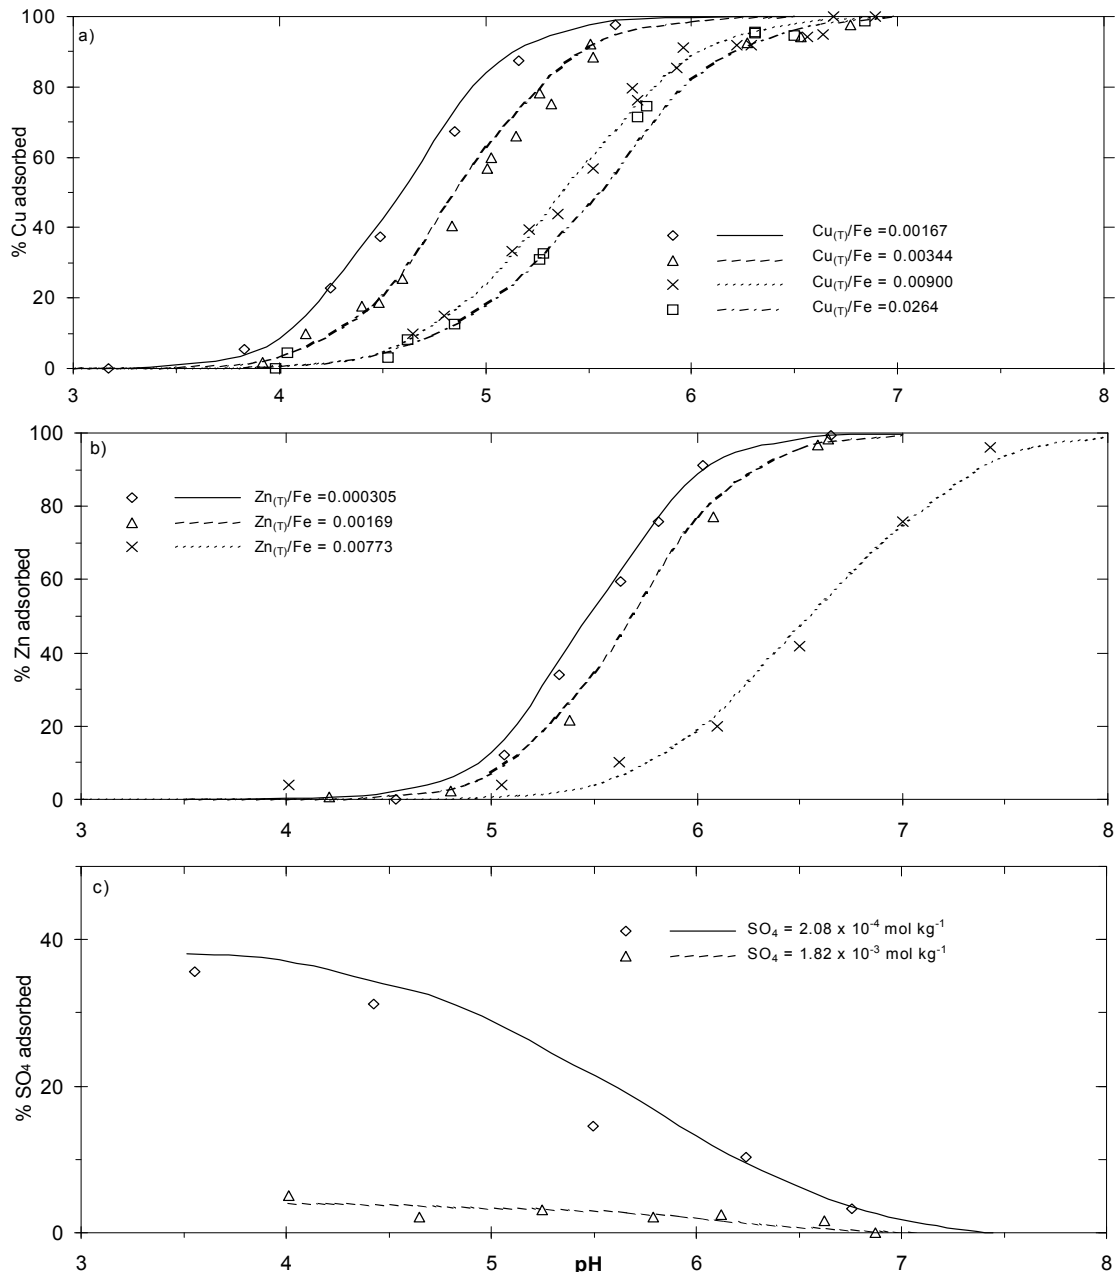 a)
100
80
60
40
20
0
% Cu adsorbed
Cu(T)/Fe =0.00167
Cu(T)/Fe = 0.00344
Cu(T)/Fe = 0.00900
Cu(T)/Fe =0.0264
3 4 5 6 7 8
b)
100
80
60
40
20
0
% Zn adsorbed
Zn(T)/Fe =0.000305
Zn(T)/Fe = 0.00169
Zn(T)/Fe = 0.00773
3 4 5 6 7 8
c)
40
20
0
% SO4 adsorbed
SO4 = 2.08 x 10-4 mol kg-1
SO4 = 1.82 x 10-3 mol kg-1
3 4 5 6 7 8
pH